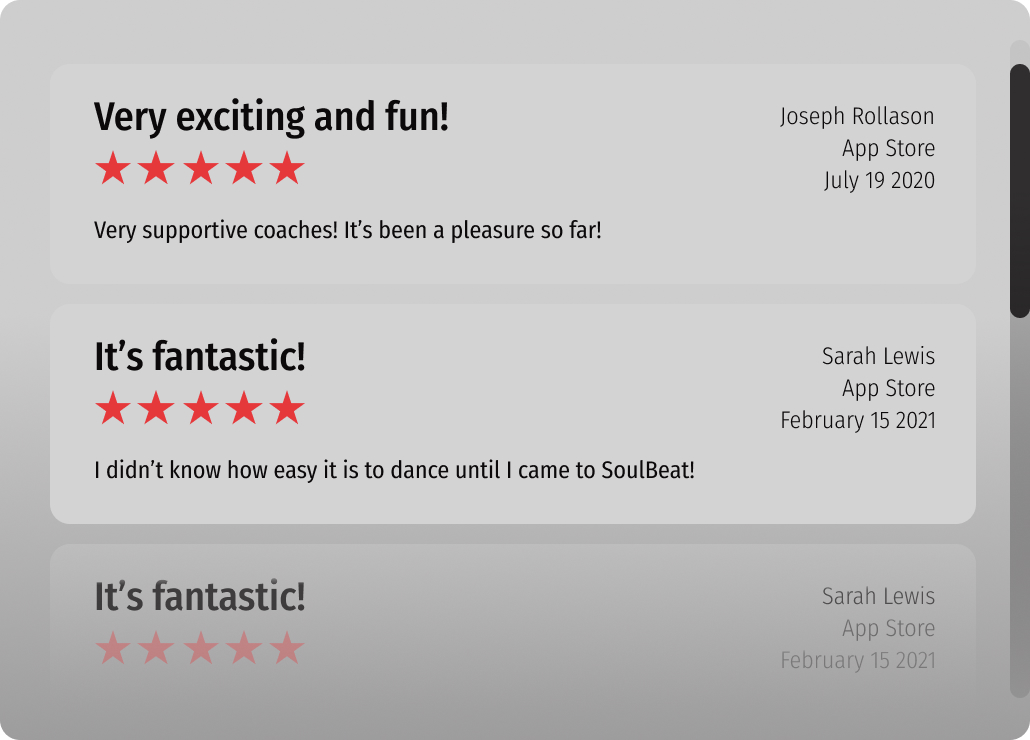 Very exciting and fun!
Joseph Rollason
App Store
July 19 2020
Very supportive coaches! It’s been a pleasure so far!
It’s fantastic!
Sarah Lewis
App Store
February 15 2021
I didn’t know how easy it is to dance until I came to SoulBeat!
It’s fantastic!
Sarah Lewis
App Store
February 15 2021